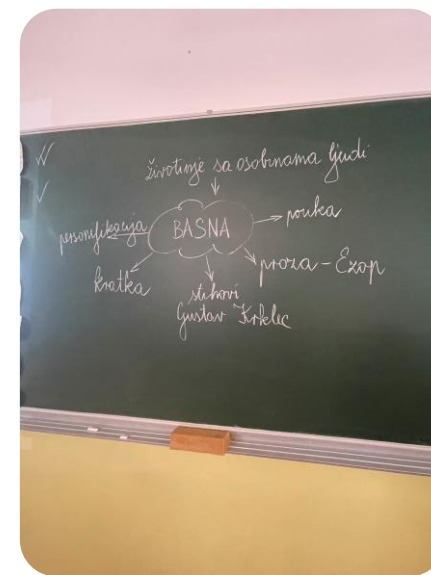 životinje sa osobinama ljudi
personifikacija
BASNA
pouka
kratka
stihovi
Gustav Krklec
proza - Ezop